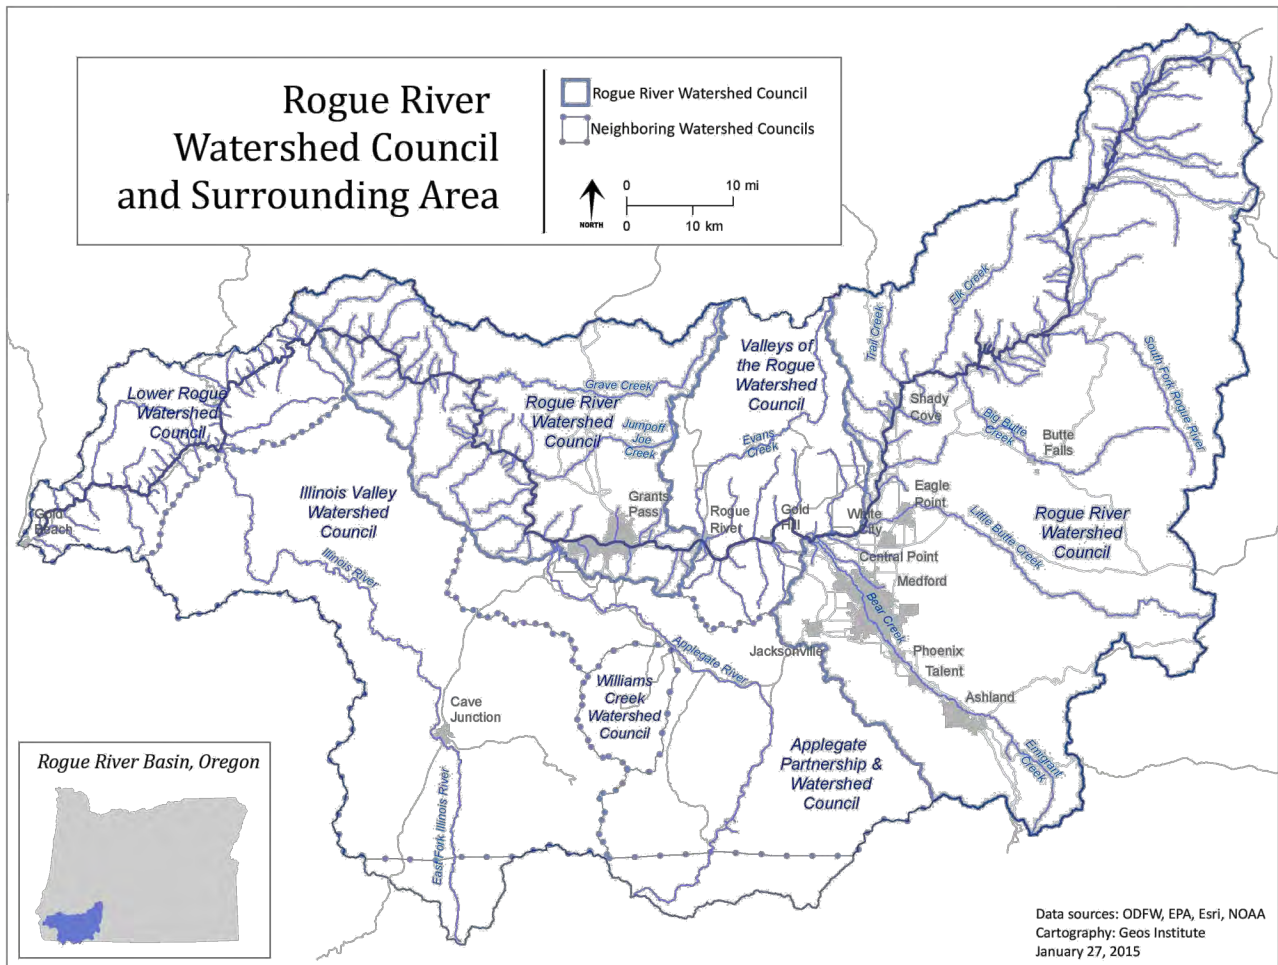 Rogue River
Watershed Council
and Surrounding Area
Rogue River Watershed Council
Neighboring Watershed Councils
NORTH
0
10 mi
0
10 km
Elk Creek
Trail Creek
Valleys of
the Rogue
Watershed
Council
South Fork Rogue River
Grave Creek
Lower Rogue
Watershed
Council
Rogue River
Watershed
Council
Shady
Cove
Big Butte
Creek
Jumpoff
Joe
Creek
Evans
Creek
Butte
Falls
Illinois Valley
Watershed
Council
Grants
Pass
Rogue
River
Gold
Hill
White
City
Eagle
Point
Little Butte Creek
Rogue River
Watershed
Council
Gold
Beach
Illinois River
Central Point
Medford
Bear Creek
Applegate River
Jacksonville
Phoenix
Talent
Ashland
Williams
Creek
Watershed
Council
Cave
Junction
Emigrant
Creek
Applegate
Partnership &
Watershed
Council
East Fork Illinois River
Rogue River Basin, Oregon
Data sources: ODFW, EPA, Esri, NOAA
Cartography: Geos Institute
January 27, 2015